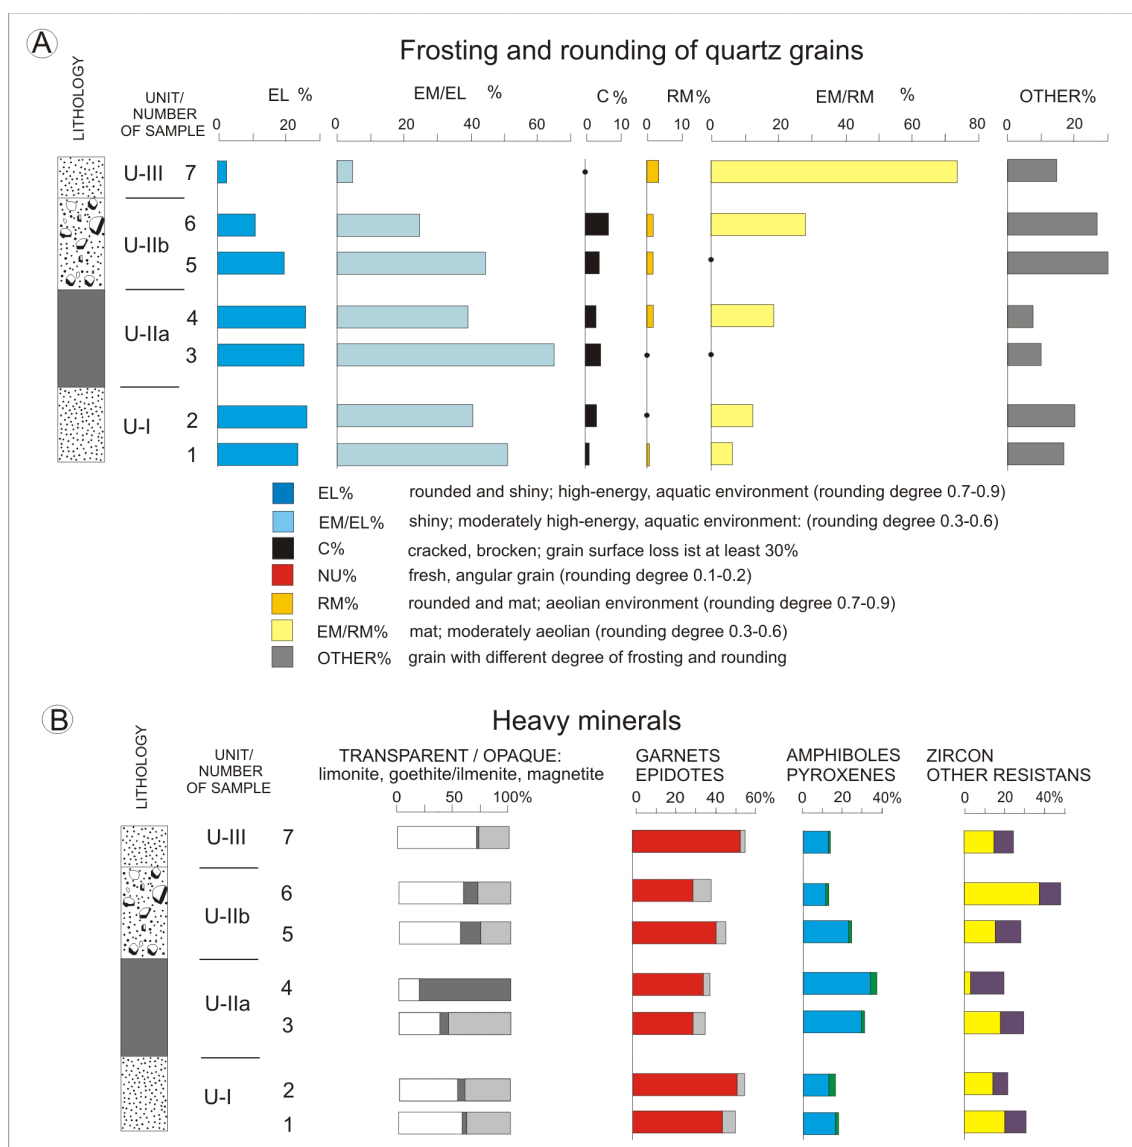 A
Frosting and rounding of quartz grains
LITHOLOGY
UNIT/
NUMBER
OF SAMPLE
EL %
EM/EL %
C %
RM %
EM/RM %
OTHER%
0 20
0 20 40 60
0 10
0 10
0 20 40 60 80
0 20
U-III 7
6
U-IIb
5
4
U-IIa
3
2
U-I
1
EL% rounded and shiny; high-energy, aquatic environment (rounding degree 0.7-0.9)
EM/EL% shiny; moderately high-energy, aquatic environment: (rounding degree 0.3-0.6)
C% cracked, brocken; grain surface loss ist at least 30%
NU% fresh, angular grain (rounding degree 0.1-0.2)
RM% rounded and mat; aeolian environment (rounding degree 0.7-0.9)
EM/RM% mat; moderately aeolian (rounding degree 0.3-0.6)
OTHER% grain with different degree of frosting and rounding
B
Heavy minerals
LITHOLOGY
UNIT/
NUMBER
OF SAMPLE
TRANSPARENT / OPAQUE:
limonite, goethite/ilmenite, magnetite
GARNETS
EPIDOTES
AMPHIBOLES
PYROXENES
ZIRCON
OTHER RESISTANS
0 50 100%
0 20 40 60%
0 20 40%
0 20 40%
U-III 7
6
U-IIb
5
4
U-IIa
3
2
U-I
1